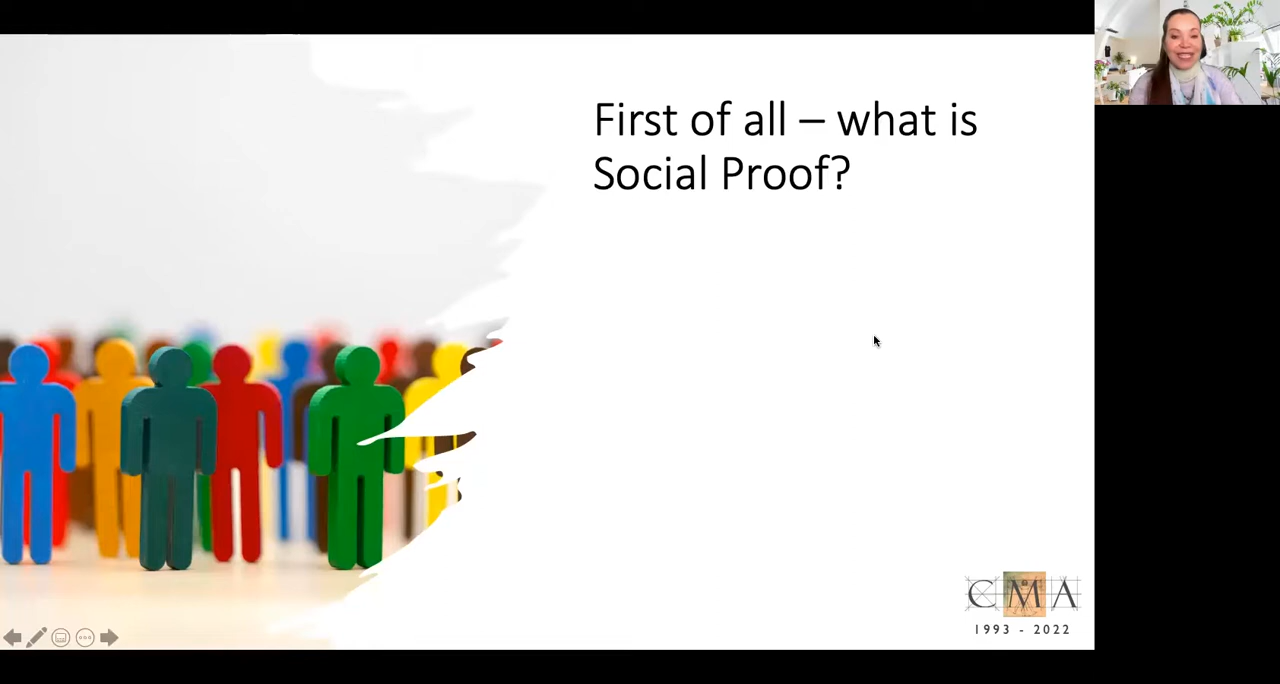 First of all – what is
Social Proof?
CMA
1993 - 2022